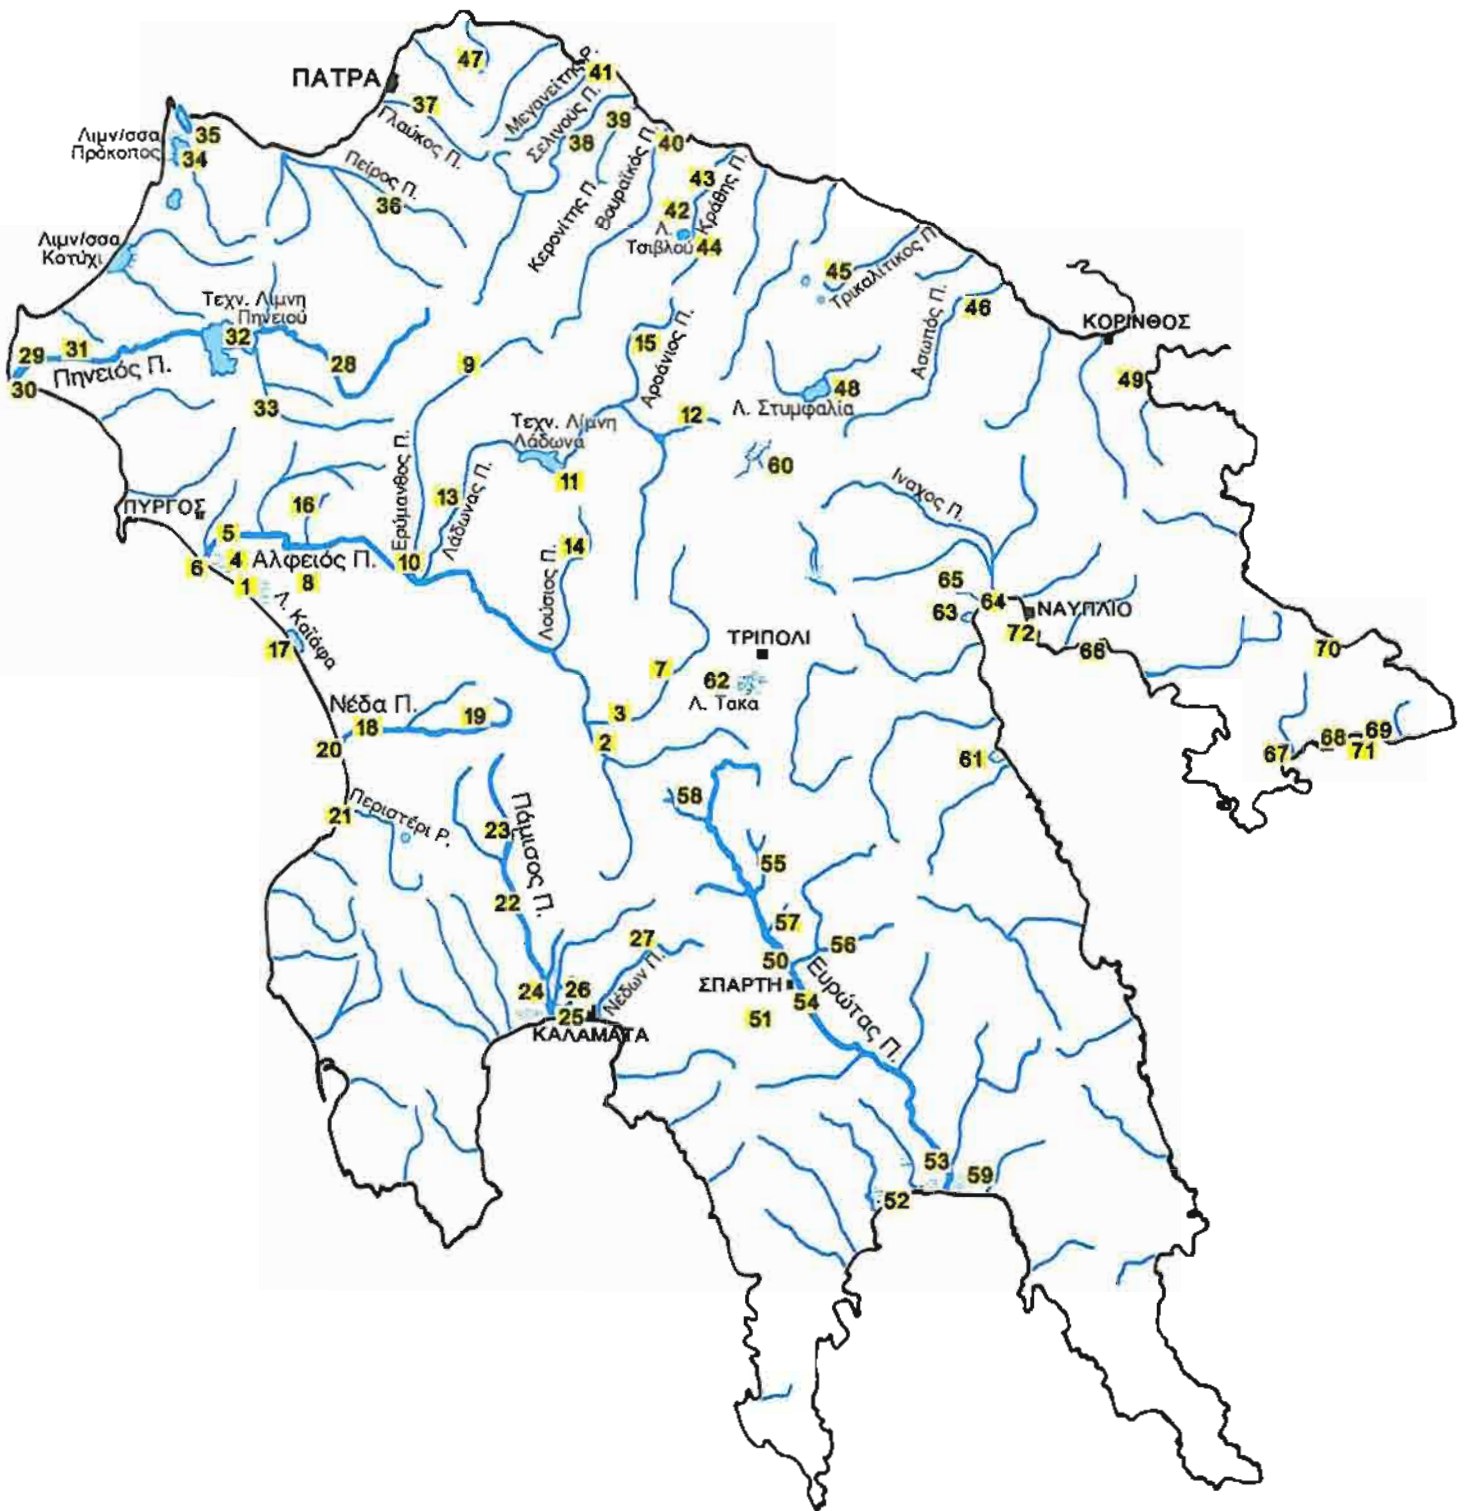 47
ΠΑΤΡΑ
41
Μεγανείτης Ρ.
37
Γλαύκος Π.
Σελινούς Π.
39
38
Λιμν/σσα
Πρόκοπος
35
34
40
Πείρος Π.
36
Κερονίτης Π.
Βουραϊκός Π.
43
Κράθης Π.
42
Λ.
Τσιβλού
44
Λιμν/σσα
Κοτύχι
45
Τρικαλίτικος Π.
Τεχν. Λίμνη
Πηνειού
32
46
Ασωπός Π.
ΚΟΡΙΝΘΟΣ
29
31
Πηνειός Π.
30
28
9
15
Αροάνιος Π.
48
Λ. Στυμφαλία
49
33
12
Τεχν. Λίμνη
Λάδωνα
11
60
Ερύμανθος Π.
13
Λάδωνας Π.
Ιναχος Π.
ΠΥΡΓΟΣ
16
5
4
Αλφειός Π.
6
1
8
10
14
Λούσιος Π.
65
64
63
ΝΑΥΠΛΙΟ
72
66
70
Λ. Καϊάφα
17
ΤΡΙΠΟΛΙ
7
62
Λ. Τακα
Νέδα Π.
18
19
20
3
2
61
67
68
69
71
21
Περιστέρι Ρ.
23
Πάμισος Π.
22
58
55
57
56
27
Νέδων Π.
50
ΣΠΑΡΤΗ
54
Ευρώτας Π.
51
24
26
25
ΚΑΛΑΜΑΤΑ
53
59
52